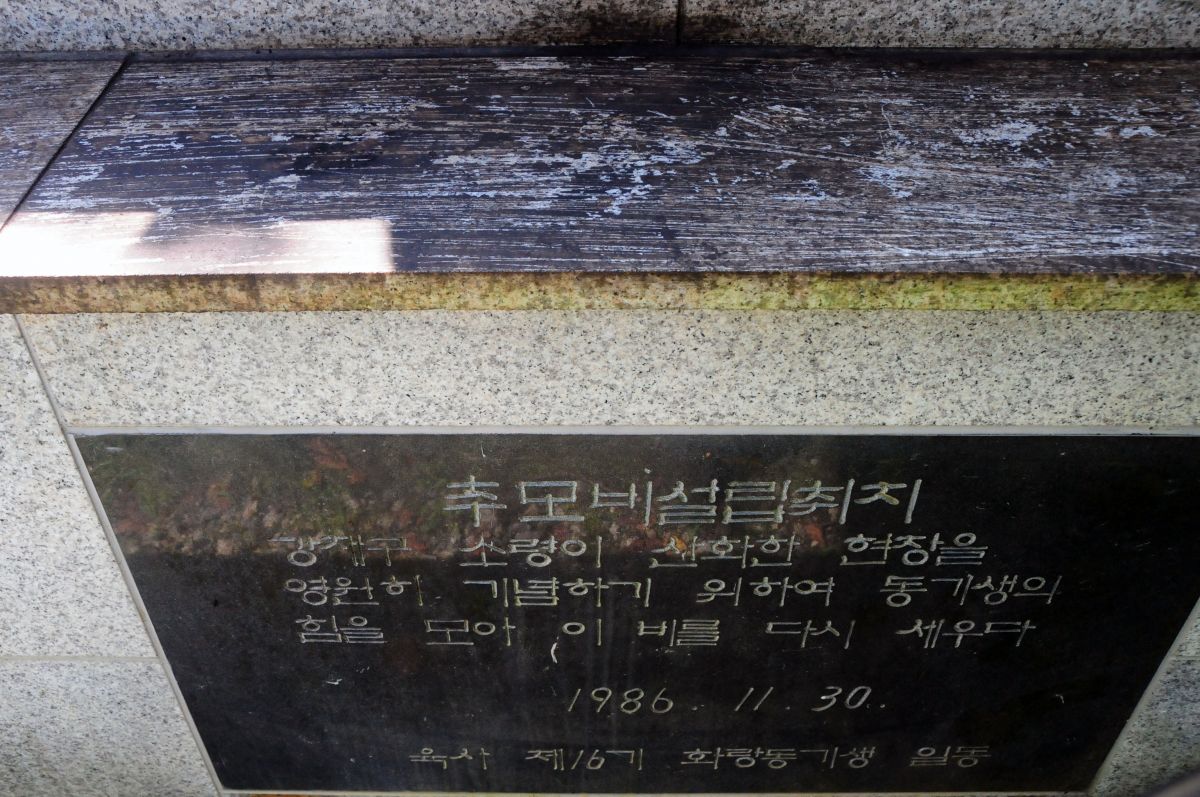 추모비설립취지
강재구 소령이 산화한 현장을
영원히 기념하기 위하여 동기생의
힘을 모아 이 비를 다시 세우다
1986. 11. 30.
육사 제16기 화랑동기생 일동